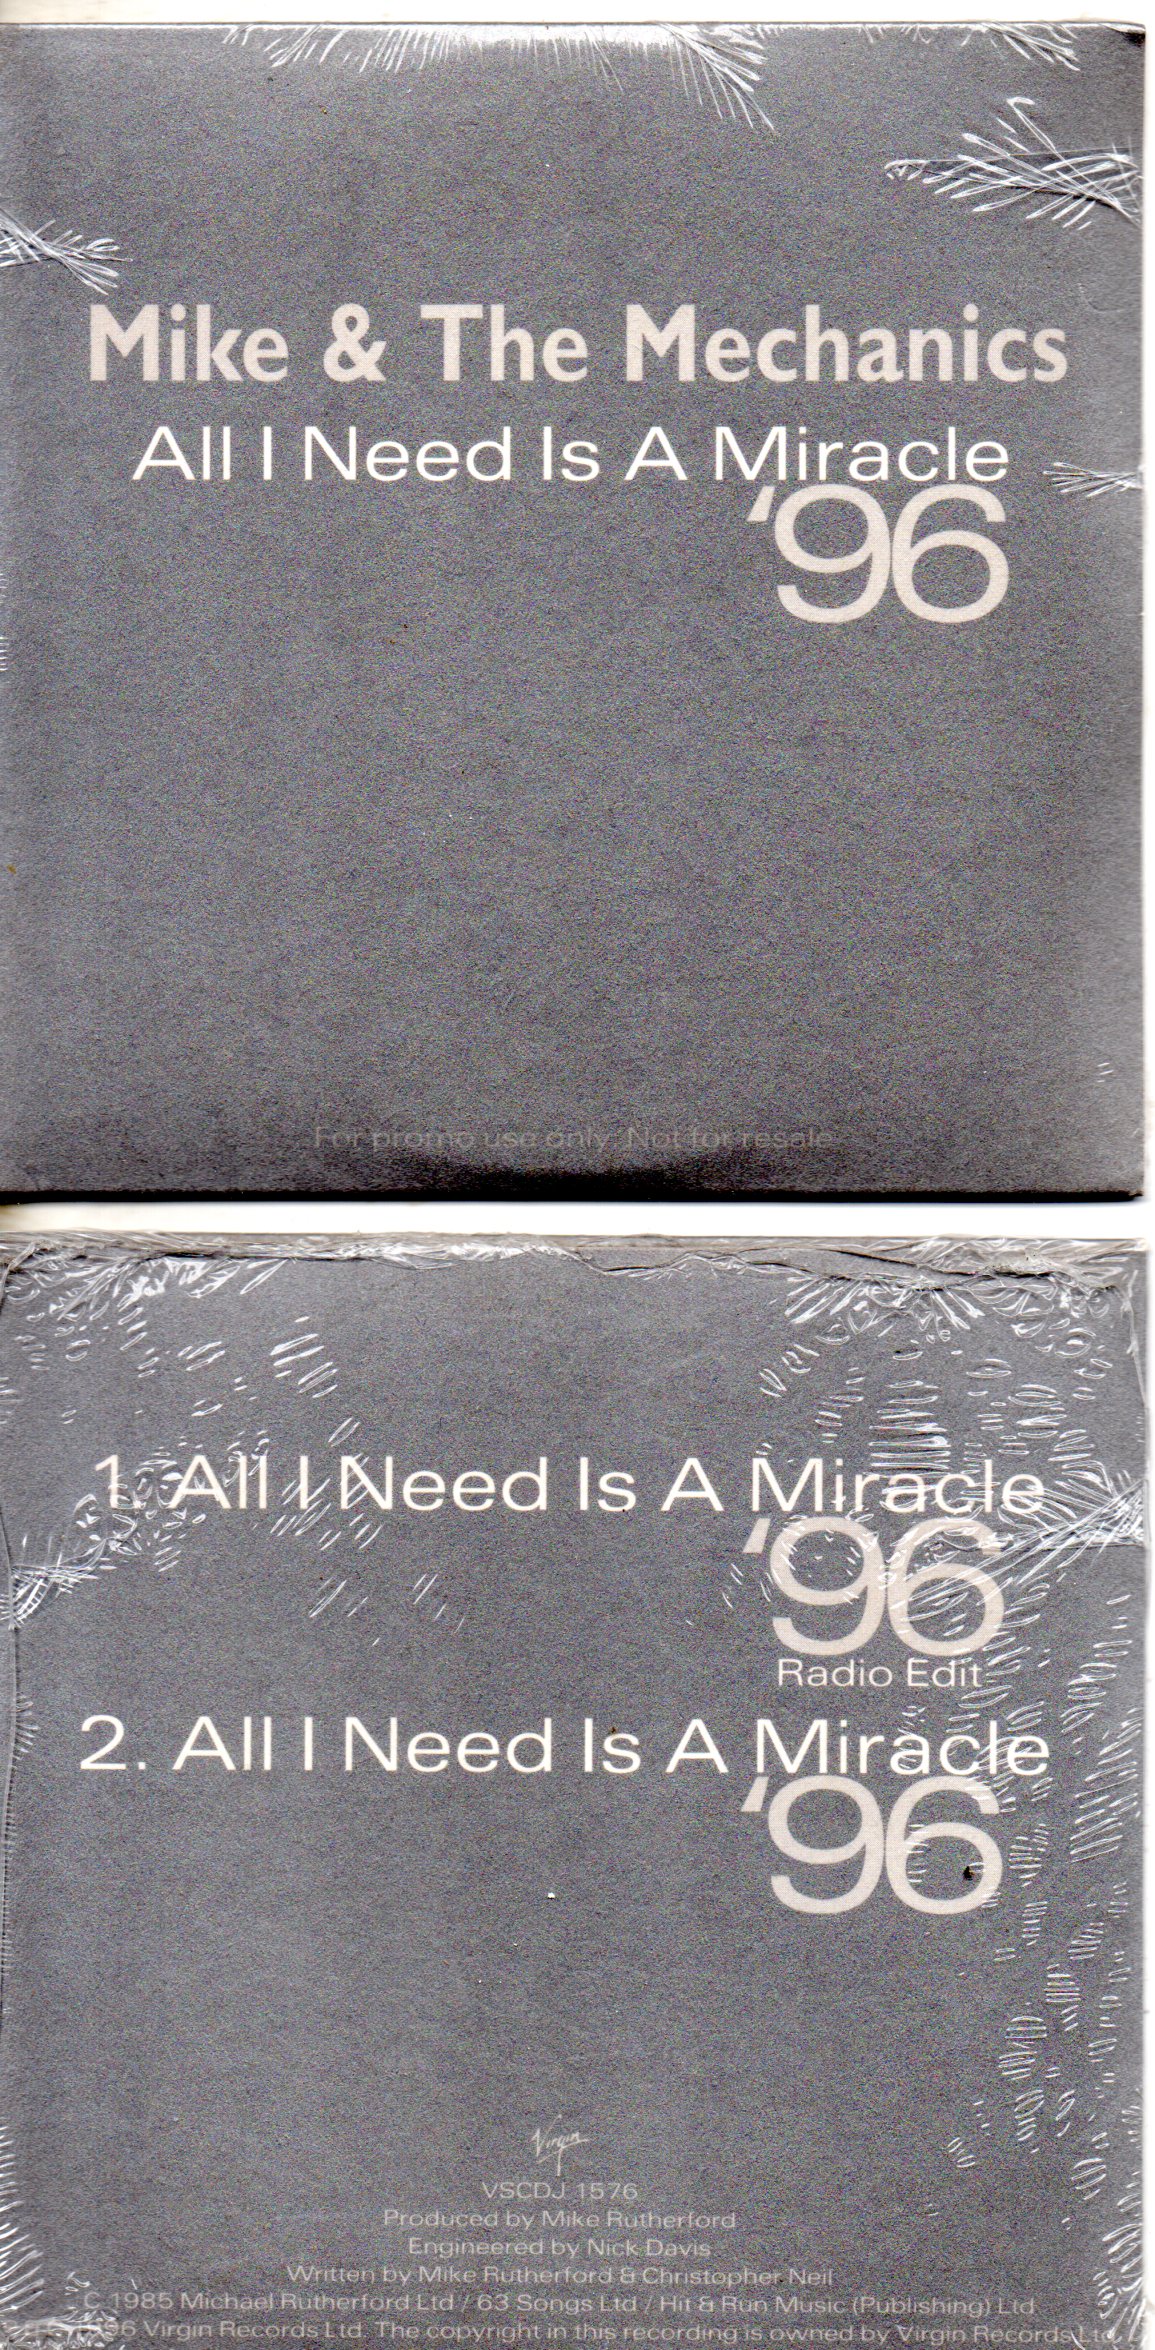 Mike & The Mechanics
All I Need Is A Miracle
'96
For promo use only. Not for resale
1. All I Need Is A Miracle
'96
Radio Edit
2. All I Need Is A Miracle
'96
Virgin
VSCDJ 1576
Produced by Mike Rutherford
Engineered by Nick Davis
Written by Mike Rutherford & Christopher Neil
C 1985 Michael Rutherford Ltd / 63 Songs Ltd / Hit & Run Music (Publishing) Ltd
Virgin Records Ltd. The copyright in this recording is owned by Virgin Records Ltd.